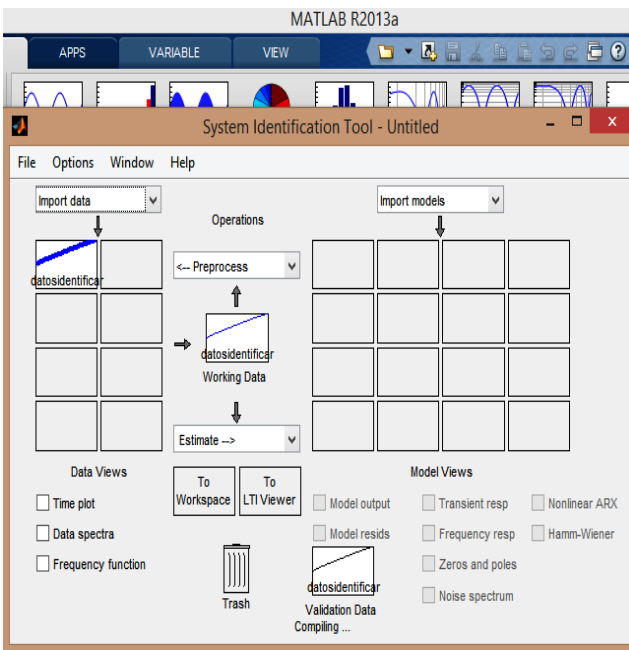 MATLAB R2013a
APPS VARIABLE VIEW
System Identification Tool - Untitled
File Options Window Help
Import data
Import models
Operations
<-- Preprocess
datosidentificar
datosidentificar
Working Data
Estimate -->
Data Views
To Workspace
To LTI Viewer
Model Views
Time plot
Data spectra
Frequency function
Model output
Transient resp
Nonlinear ARX
Model resids
Frequency resp
Hamm-Wiener
Zeros and poles
Noise spectrum
Trash
datosidentificar
Validation Data
Compiling ...